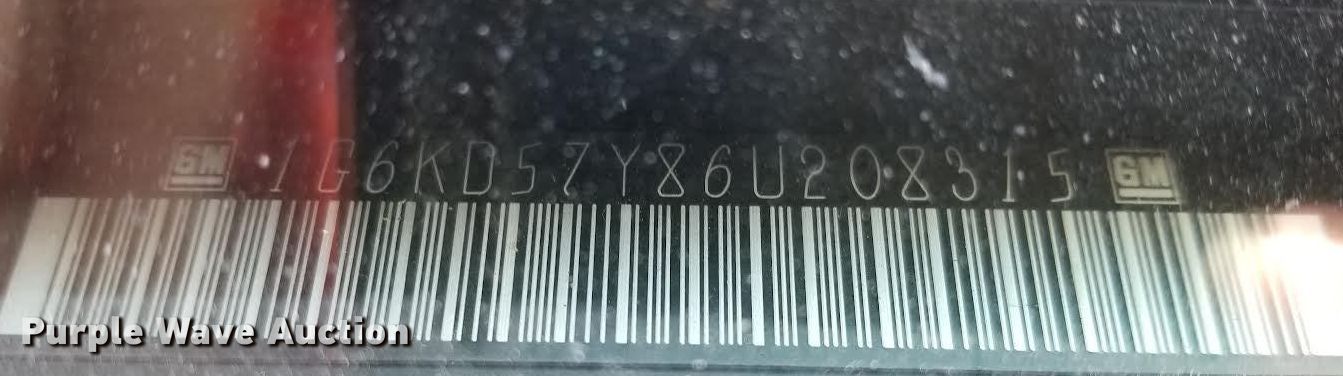 GM 1G6KD57Y86U208315 GM
Purple Wave Auction